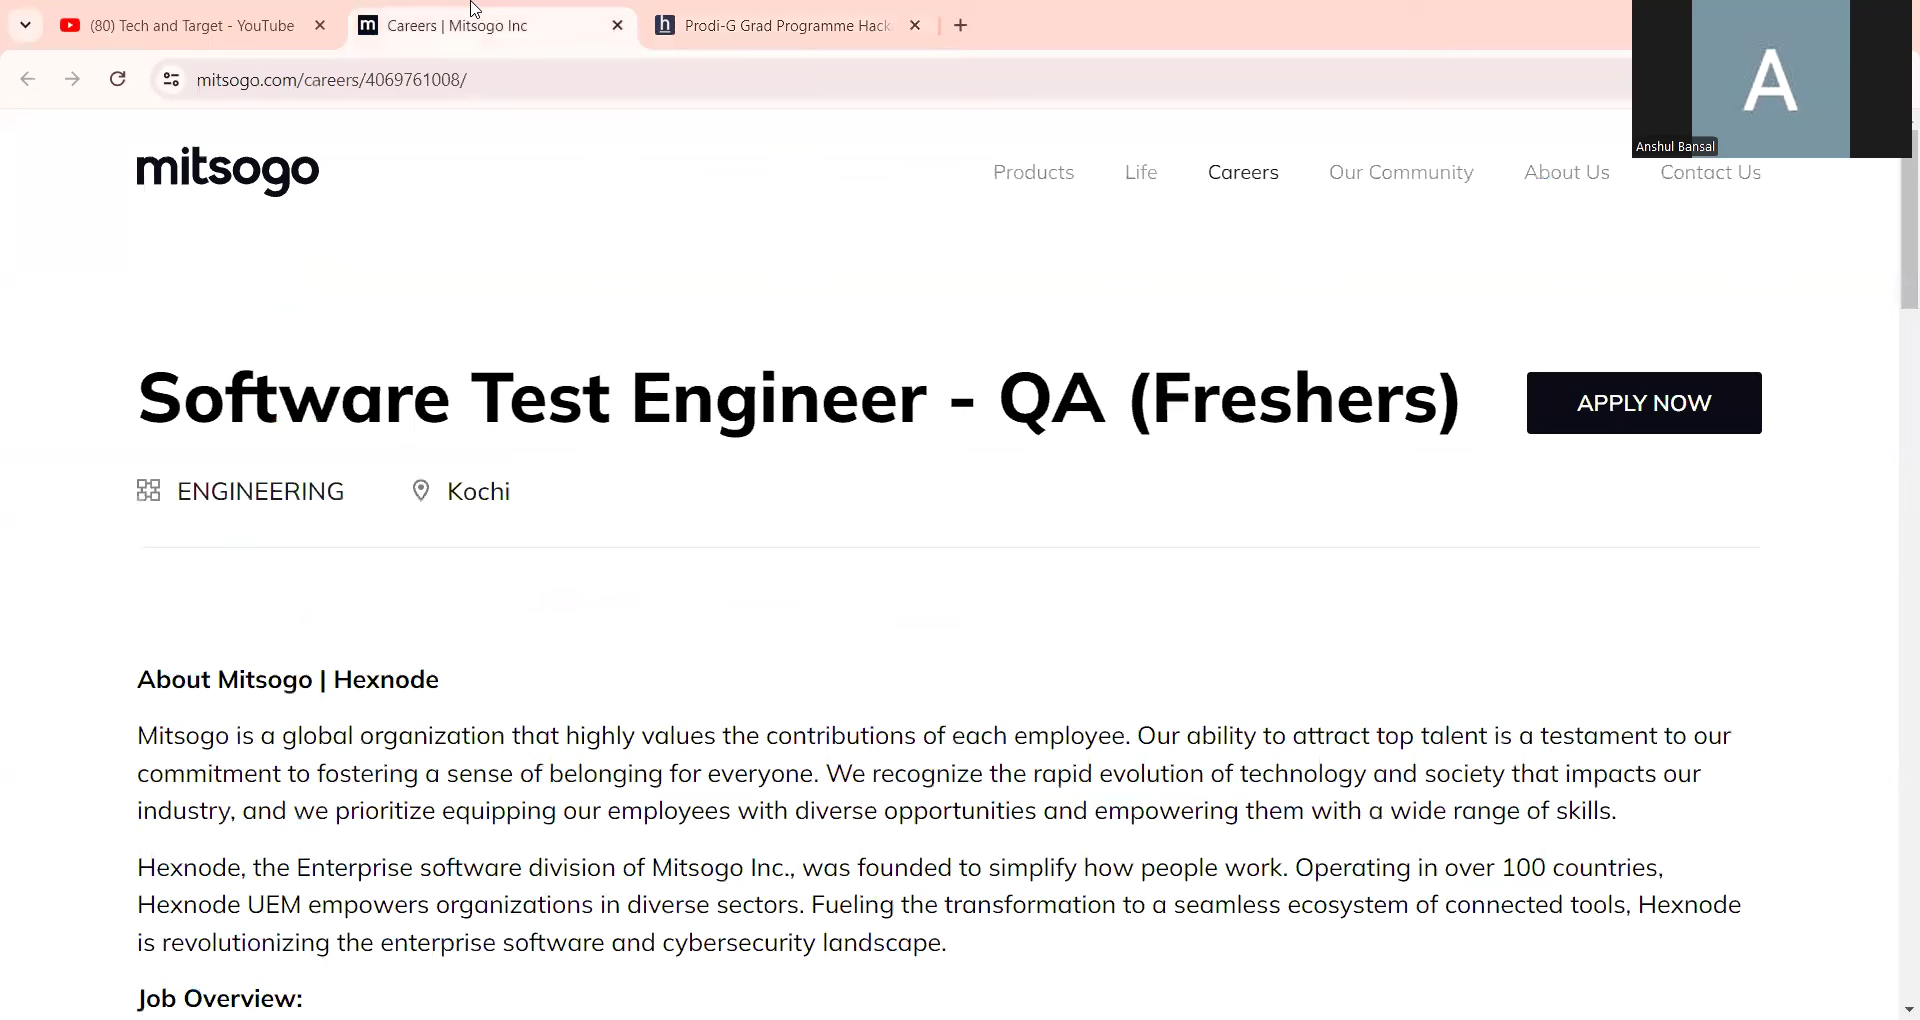 (80) Tech and Target - YouTube
Careers | Mitsogo Inc
Prodi-G Grad Programme Hack
mitsogo.com/careers/4069761008/
A
Anshul Bansal
mitsogo
Products Life Careers Our Community About Us Contact Us
Software Test Engineer - QA (Freshers)
APPLY NOW
ENGINEERING Kochi
About Mitsogo | Hexnode
Mitsogo is a global organization that highly values the contributions of each employee. Our ability to attract top talent is a testament to our
commitment to fostering a sense of belonging for everyone. We recognize the rapid evolution of technology and society that impacts our
industry, and we prioritize equipping our employees with diverse opportunities and empowering them with a wide range of skills.
Hexnode, the Enterprise software division of Mitsogo Inc., was founded to simplify how people work. Operating in over 100 countries,
Hexnode UEM empowers organizations in diverse sectors. Fueling the transformation to a seamless ecosystem of connected tools, Hexnode
is revolutionizing the enterprise software and cybersecurity landscape.
Job Overview: